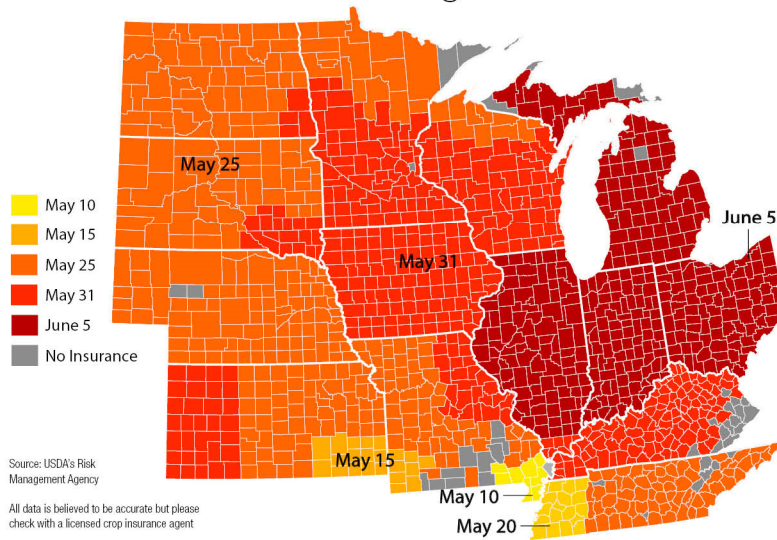 May 25
June 5
May 10
May 15
May 25
May 31
June 5
No Insurance
May 31
May 15
May 10
May 20
Source: USDA's Risk
Management Agency
All data is believed to be accurate but please
check with a licensed crop insurance agent